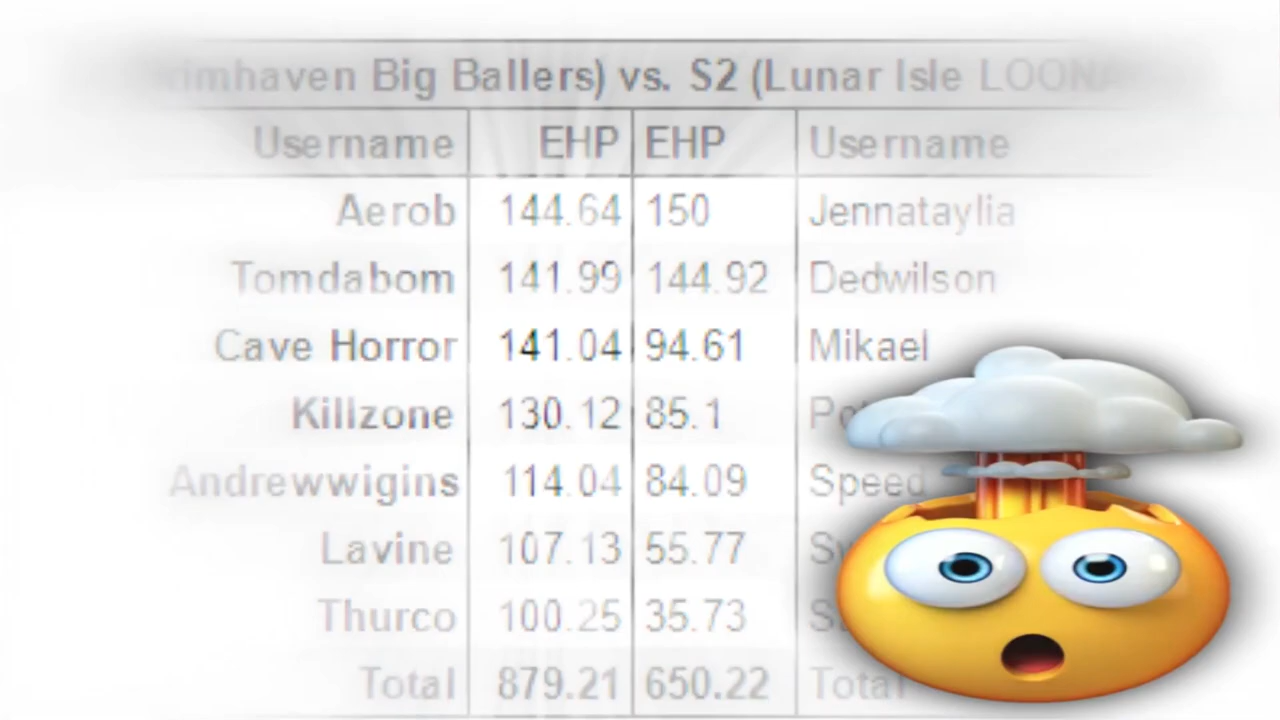 Big Ballers) vs. S2 (Lunar Isle
Username EHP EHP Username
Aerob 144.64 150 Jennataylia
Tomdabom 141.99 144.92 Dedwilson
Cave Horror 141.04 94.61 Mikael
Killzone 130.12 85.1
Andrewwigins 114.04 84.09 Speed
Lavine 107.13 55.77
Thurco 100.25 35.73
Total 879.21 650.22 Total